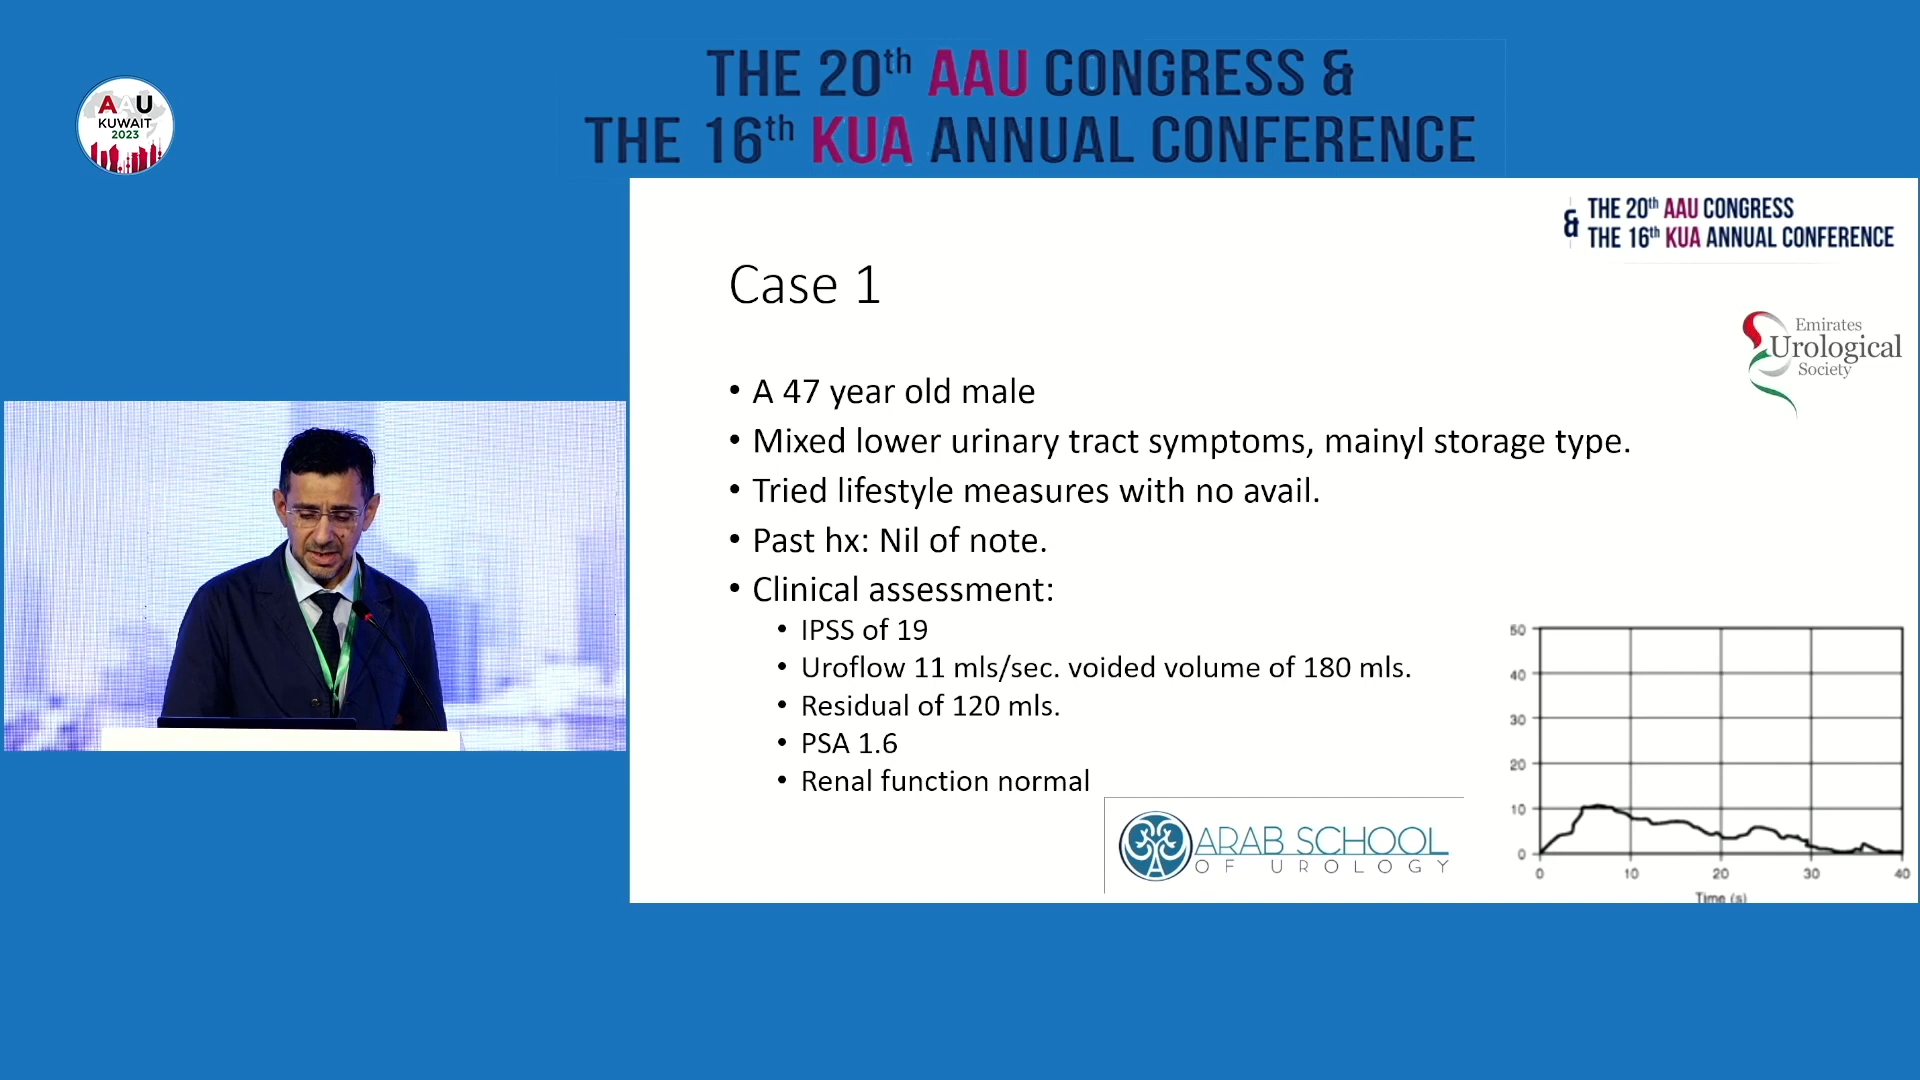 THE 20th AAU CONGRESS &
THE 16th KUA ANNUAL CONFERENCE
AAU
KUWAIT
2023
& THE 20th AAU CONGRESS
THE 16th KUA ANNUAL CONFERENCE
Case 1
Emirates
Urological
Society
• A 47 year old male
• Mixed lower urinary tract symptoms, mainyl storage type.
• Tried lifestyle measures with no avail.
• Past hx: Nil of note.
• Clinical assessment:
• IPSS of 19
• Uroflow 11 mls/sec. voided volume of 180 mls.
• Residual of 120 mls.
• PSA 1.6
• Renal function normal
ARAB SCHOOL
OF UROLOGY
50
40
30
20
10
0
0 10 20 30 40
Time (s)